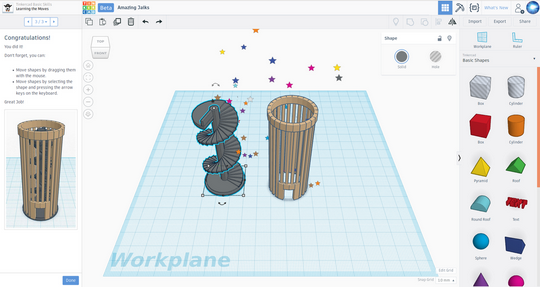 Tinkercad Basic Skills
Learning the Moves
Beta
Amazing Jaiks
What's New
2 / 2
Import
Export
Share
Congratulations!
You did it!
Don't forget, you can:
Move shapes by dragging them
with the mouse
Move shapes by selecting the
shape and pressing the arrow
keys on the keyboard
Great Job!
Done
TOP
FRONT
Shape
Solid
Hole
Workplane
Ruler
Tinkercad
Basic Shapes
Box
Cylinder
Box
Cylinder
Pyramid
Roof
Round Roof
Text
Sphere
Wedge
Workplane
Edit Grid
Snap Grid
1.0 mm